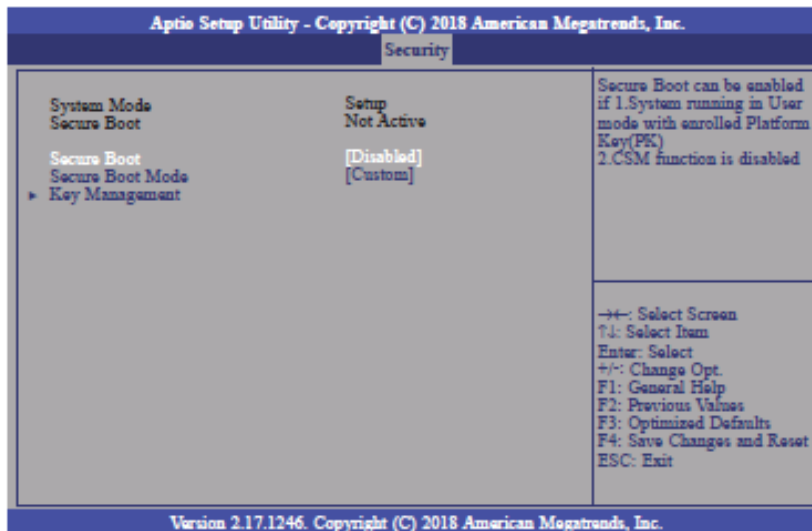 Aptio Setup Utility - Copyright (C) 2018 American Megatrends, Inc.
Security
System Mode Setup
Secure Boot Not Active
Secure Boot [Disabled]
Secure Boot Mode [Custom]
▸ Key Management
Secure Boot can be enabled
if 1.System running in User
mode with enrolled Platform
Key(PK)
2.CSM function is disabled
→←: Select Screen
↑↓: Select Item
Enter: Select
+/-: Change Opt.
F1: General Help
F2: Previous Values
F3: Optimized Defaults
F4: Save Changes and Reset
ESC: Exit
Version 2.17.1246. Copyright (C) 2018 American Megatrends, Inc.